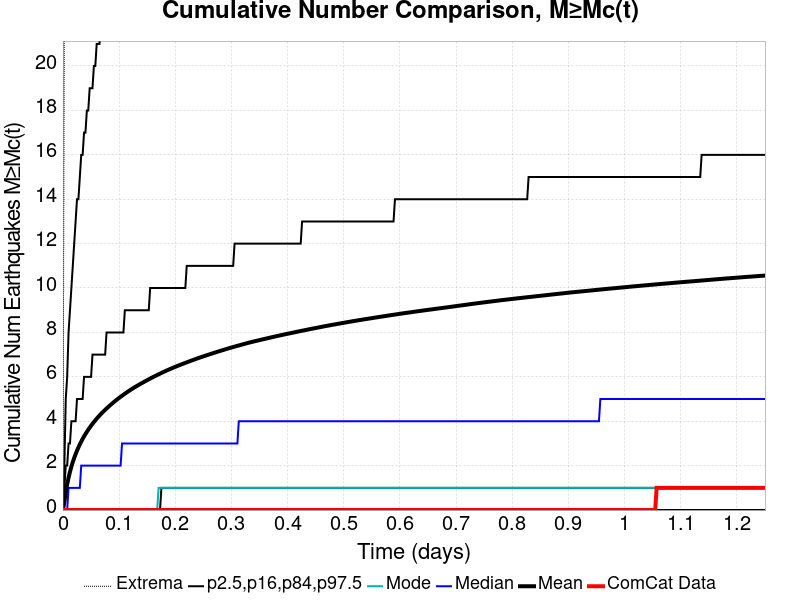 Cumulative Number Comparison, M≥Mc(t)
Cumulative Num Earthquakes M≥Mc(t)
20
18
16
14
12
10
8
6
4
2
0
0 0.1 0.2 0.3 0.4 0.5 0.6 0.7 0.8 0.9 1 1.1 1.2
Time (days)
Extrema p2.5,p16,p84,p97.5 Mode Median Mean ComCat Data